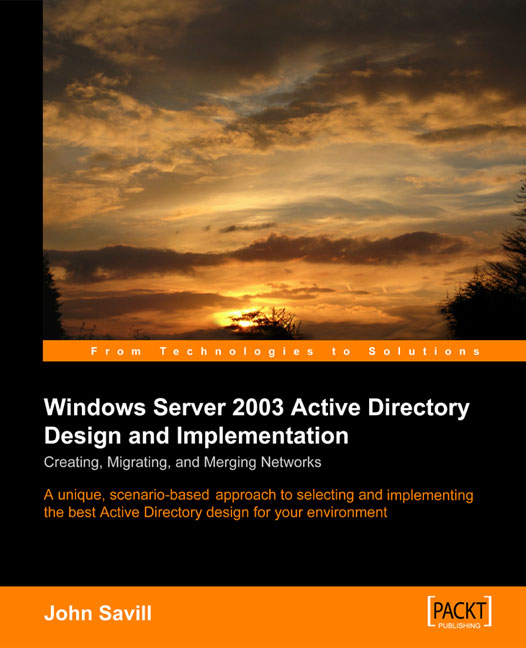 From Technologies to Solutions
Windows Server 2003 Active Directory
Design and Implementation
Creating, Migrating, and Merging Networks
A unique, scenario-based approach to selecting and implementing
the best Active Directory design for your environment
John Savill
[PACKT]
PUBLISHING